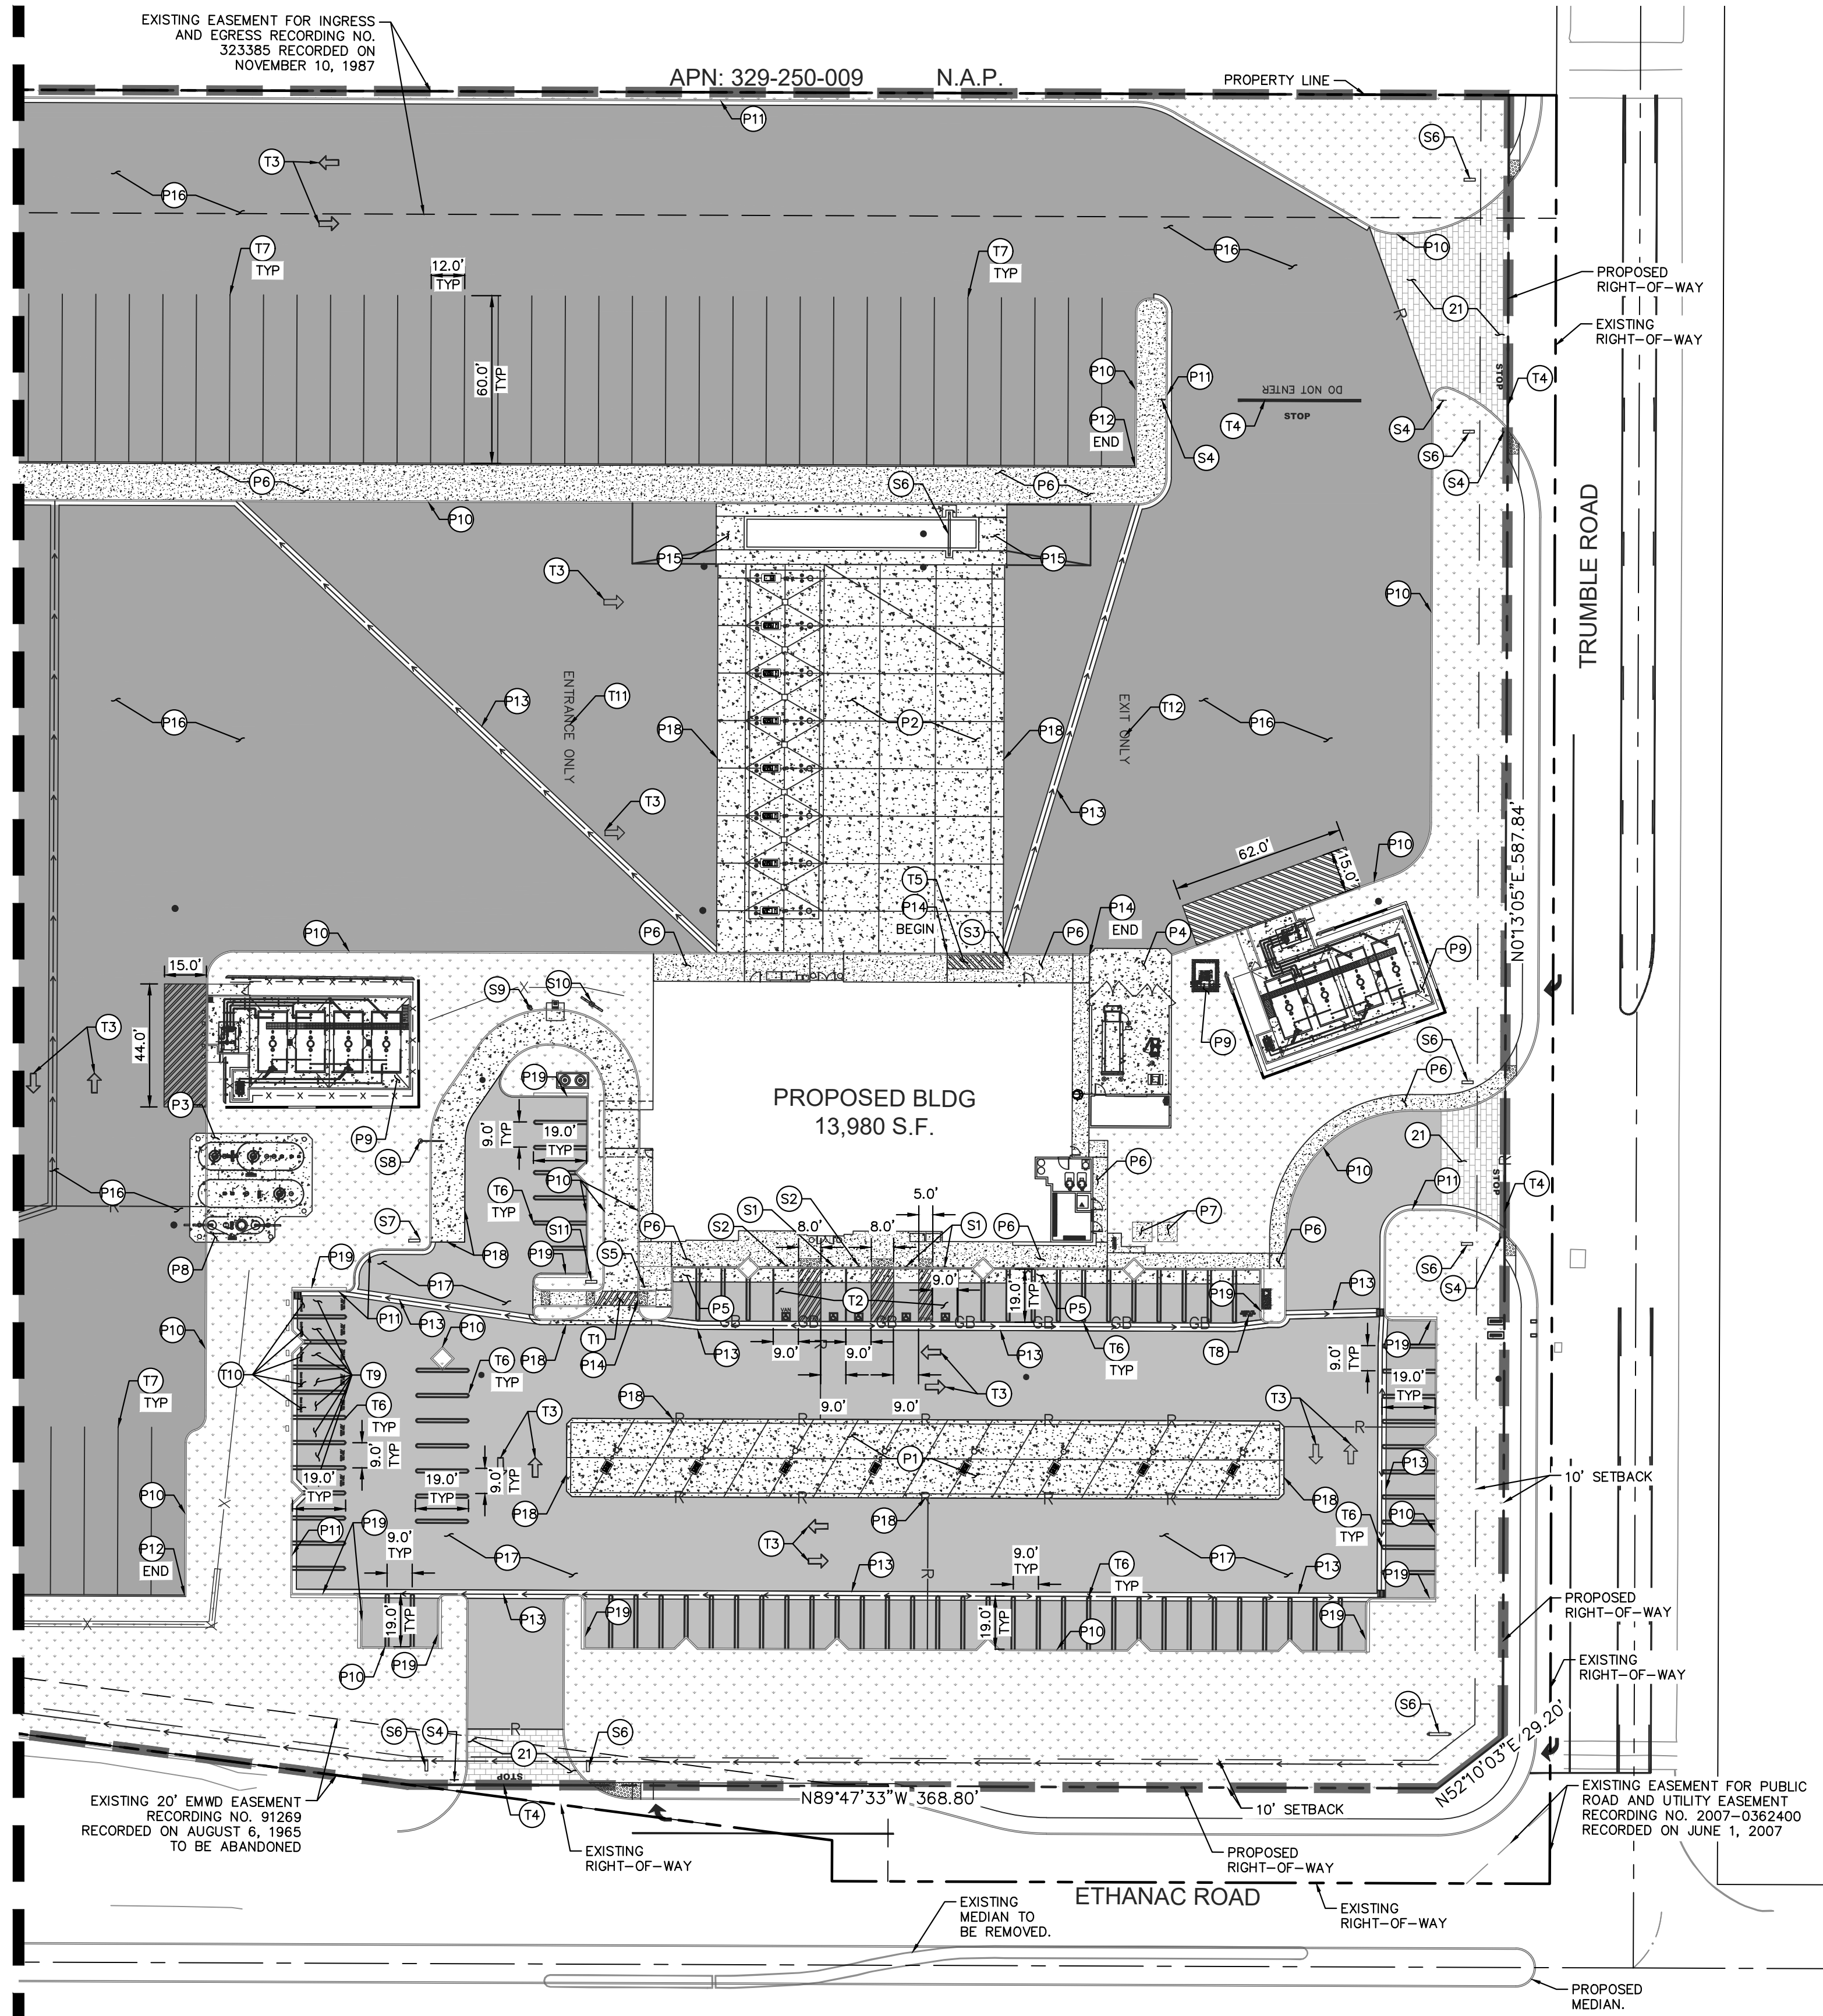 EXISTING EASEMENT FOR INGRESS
AND EGRESS RECORDING NO.
323385 RECORDED ON
NOVEMBER 10, 1987
APN: 329-250-009
N.A.P.
PROPERTY LINE
P11
S6
T3
P16
T7
TYP
12.0'
TYP
T7
TYP
P16
P10
PROPOSED
RIGHT-OF-WAY
21
EXISTING
RIGHT-OF-WAY
R
60.0'
TYP
P10
P11
DO NOT ENTER
STOP
T4
STOP
T4
P12
END
S4
S4
S6
S4
P6
S6
P6
P10
P15
P15
T3
P10
TRUMBLE ROAD
P13
ENTRANCE ONLY
T11
P16
P18
P2
P18
EXIT ONLY
T12
P16
T3
P13
N0°13'05"E 587.84'
62.0'
15.0'
P10
T5
P14
BEGIN
S3
P14
END
P10
P6
P6
P4
P9
15.0'
S9
S10
X
44.0'
T3
P9
S6
P6
P19
PROPOSED BLDG
13,980 S.F.
P3
9.0'
TYP
19.0'
TYP
P9
S8
P10
21
P10
P6
P16
R
T6
TYP
S2
S1
S2
5.0'
S1
P11
STOP
R
T4
S7
P6
8.0'
8.0'
P6
P7
P6
S11
P18
P19
S5
P8
P19
P17
S6
S4
9.0'
19.0'
TYP
P13
P5
T2
P5
P19
VAN
P10
P11
P13
P10
T1
GB
GB
GB
GB
GB
GB
P18
P14
P13
9.0'
R
9.0'
P13
T6
TYP
T8
P19
9.0'
TYP
T10
T9
T6
TYP
T3
19.0'
TYP
T7
TYP
9.0'
9.0'
T3
T6
TYP
T3
P18
R
R
R
R
R
R
9.0'
TYP
P1
P13
19.0'
TYP
19.0'
TYP
9.0'
TYP
10' SETBACK
P10
P18
R
R
R
R
R
P18
P18
T6
TYP
P10
P11
P19
T3
P12
END
9.0'
TYP
P17
P13
R
9.0'
TYP
T6
TYP
P17
P13
P19
X
19.0'
TYP
P13
P19
19.0'
TYP
P10
P19
PROPOSED
RIGHT-OF-WAY
X
P10
P19
EXISTING
RIGHT-OF-WAY
S6
S4
R
21
S6
S6
STOP
N52°10'03"E 29.20'
N89°47'33"W 368.80'
T4
10' SETBACK
EXISTING 20' EMWD EASEMENT
RECORDING NO. 91269
RECORDED ON AUGUST 6, 1965
TO BE ABANDONED
EXISTING EASEMENT FOR PUBLIC
ROAD AND UTILITY EASEMENT
RECORDING NO. 2007-0362400
RECORDED ON JUNE 1, 2007
EXISTING
RIGHT-OF-WAY
PROPOSED
RIGHT-OF-WAY
ETHANAC ROAD
EXISTING
MEDIAN TO
BE REMOVED.
EXISTING
RIGHT-OF-WAY
PROPOSED
MEDIAN.